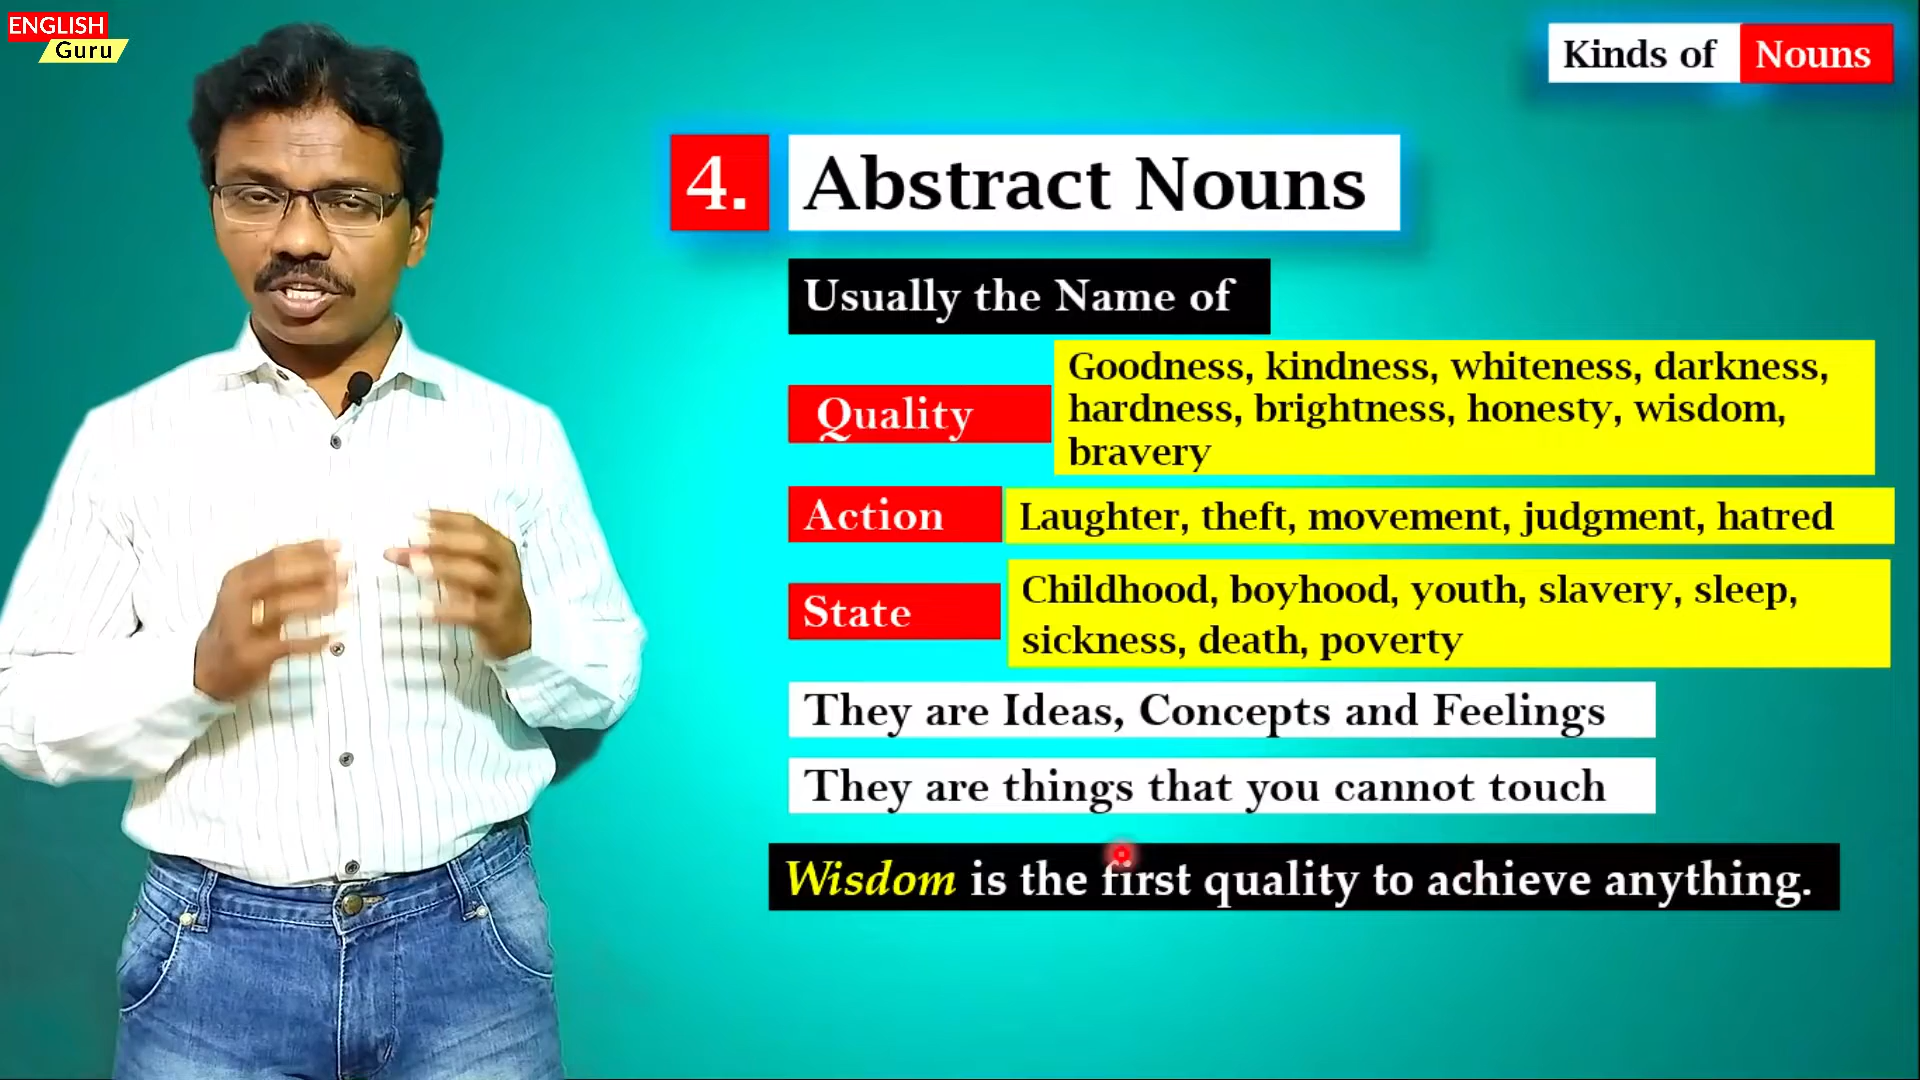 ENGLISH
Guru
Kinds of Nouns
4. Abstract Nouns
Usually the Name of
Quality
Goodness, kindness, whiteness, darkness,
hardness, brightness, honesty, wisdom,
bravery
Action
Laughter, theft, movement, judgment, hatred
State
Childhood, boyhood, youth, slavery, sleep,
sickness, death, poverty
They are Ideas, Concepts and Feelings
They are things that you cannot touch
Wisdom is the first quality to achieve anything.